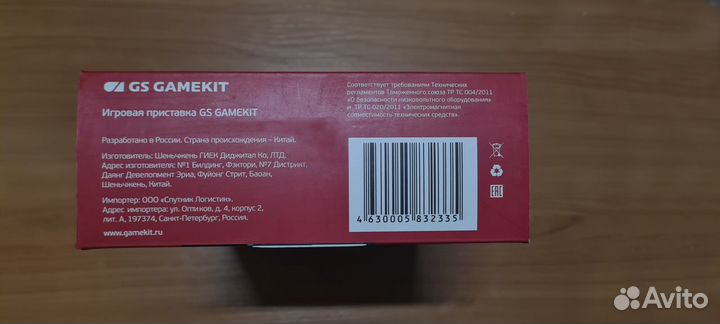 GS GAMEKIT
Игровая приставка GS GAMEKIT
Разработано в России. Страна происхождения – Китай.
Изготовитель: Шеньчжень ГИЕК Диджитал Ко, ЛТД.
Адрес изготовителя: №1 Билдинг, Фэктори, №7 Дистрикт,
Даянг Девелопмент Эриа, Фуйонг Стрит, Баоан,
Шеньчжень, Китай.
Импортер: ООО «Спутник Логистик».
Адрес импортера: ул. Оптиков, д. 4, корпус 2,
лит. А, 197374, Санкт-Петербург, Россия.
www.gamekit.ru
Соответствует требованиям Технических
регламентов Таможенного союза ТР ТС 004/2011
«О безопасности низковольтного оборудования»
и ТР ТС 020/2011 «Электромагнитная
совместимость технических средств».
4 630005 832335
EAC
Avito